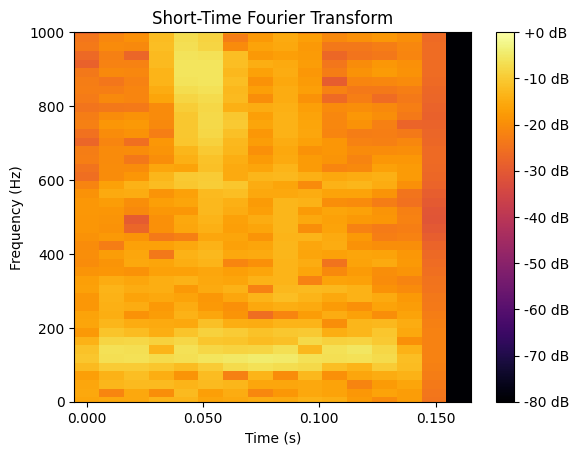 Short-Time Fourier Transform
1000
800
600
400
200
0
Frequency (Hz)
0.000
0.050
0.100
0.150
Time (s)
+0 dB
-10 dB
-20 dB
-30 dB
-40 dB
-50 dB
-60 dB
-70 dB
-80 dB